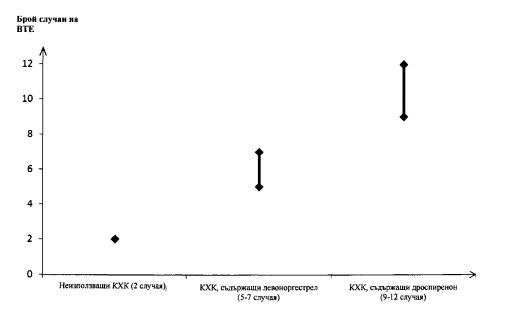 Брой случаи на
ВТЕ
12
10
8
6
4
2
0
Неизползващи КХК (2 случая)
КХК, съдържащи левоноргестрел
(5-7 случая)
КХК, съдържащи дроспиренон
(9-12 случая)